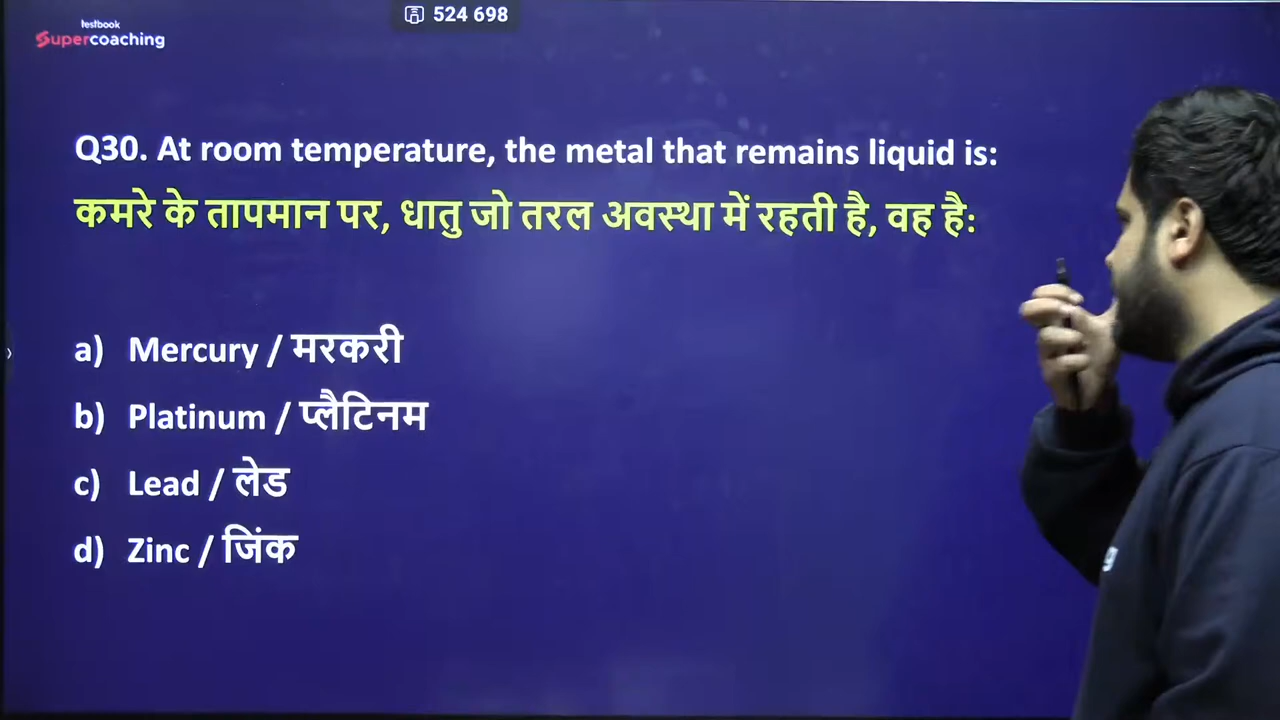 524 698
testbook
Supercoaching
Q30. At room temperature, the metal that remains liquid is:
कमरे के तापमान पर, धातु जो तरल अवस्था में रहती है, वह है:
a) Mercury / मरकरी
b) Platinum / प्लैटिनम
c) Lead / लेड
d) Zinc / जिंक